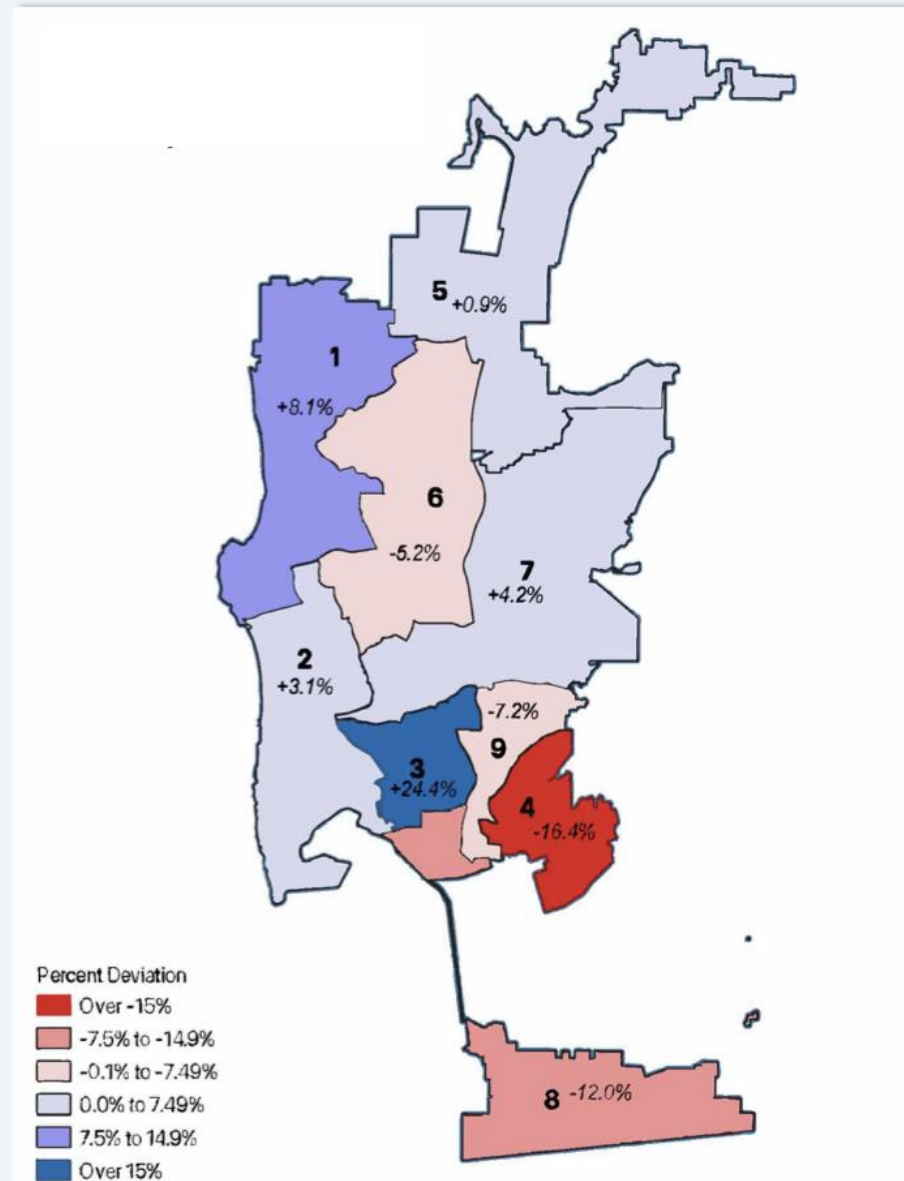 5
+0.9%
1
+8.1%
6
-5.2%
7
+4.2%
2
+3.1%
-7.2%
9
3
+24.4%
4
-16.4%
8 -12.0%
Percent Deviation
Over -15%
-7.5% to -14.9%
-0.1% to -7.49%
0.0% to 7.49%
7.5% to 14.9%
Over 15%